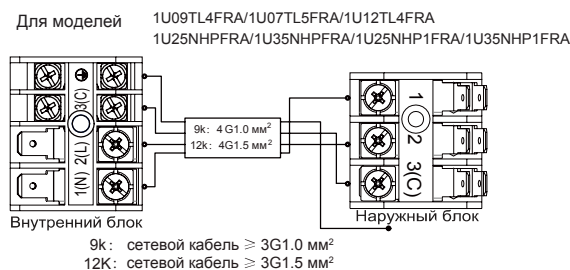 Для моделей 1U09TL4FRA/1U07TL5FRA/1U12TL4FRA
1U25NHPFRA/1U35NHPFRA/1U25NHP1FRA/1U35NHP1FRA
1(N) 2(L) 3(C)
9k: 4G1.0 мм²
12k: 4G1.5 мм²
1
2
3(C)
Внутренний блок
Наружный блок
9k: сетевой кабель ≥ 3G1.0 мм²
12K: сетевой кабель ≥ 3G1.5 мм²